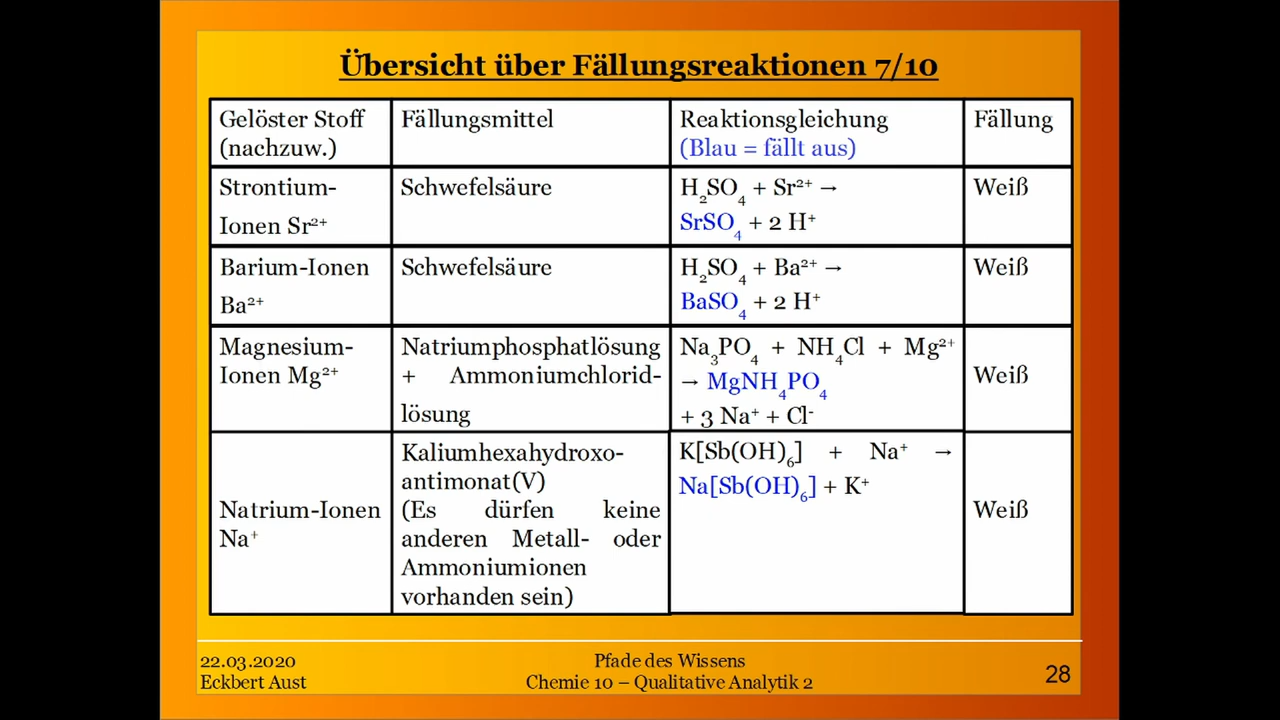 Übersicht über Fällungsreaktionen 7/10
Gelöster Stoff
(nachzuw.)
Fällungsmittel
Reaktionsgleichung
(Blau = fällt aus)
Fällung
Strontium-
Ionen Sr²⁺
Schwefelsäure
H₂SO₄ + Sr²⁺ →
SrSO₄ + 2 H⁺
Weiß
Barium-Ionen
Ba²⁺
Schwefelsäure
H₂SO₄ + Ba²⁺ →
BaSO₄ + 2 H⁺
Weiß
Magnesium-
Ionen Mg²⁺
Natriumphosphatlösung
+ Ammoniumchlorid-
lösung
Na₃PO₄ + NH₄Cl + Mg²⁺
→ MgNH₄PO₄
+ 3 Na⁺ + Cl⁻
Weiß
Natrium-Ionen
Na⁺
Kaliumhexahydroxo-
antimonat(V)
(Es dürfen keine
anderen Metall- oder
Ammoniumionen
vorhanden sein)
K[Sb(OH)₆] + Na⁺ →
Na[Sb(OH)₆] + K⁺
Weiß
22.03.2020
Eckbert Aust
Pfade des Wissens
Chemie 10 – Qualitative Analytik 2
28